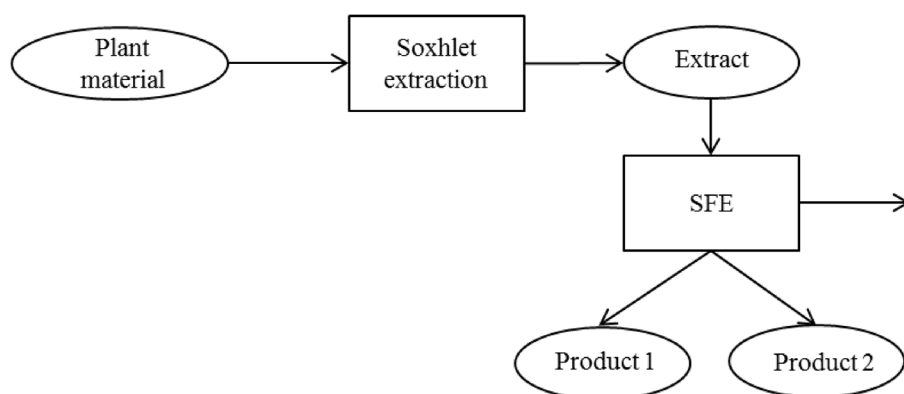 Plant
material
Soxhlet
extraction
Extract
SFE
Product 1
Product 2